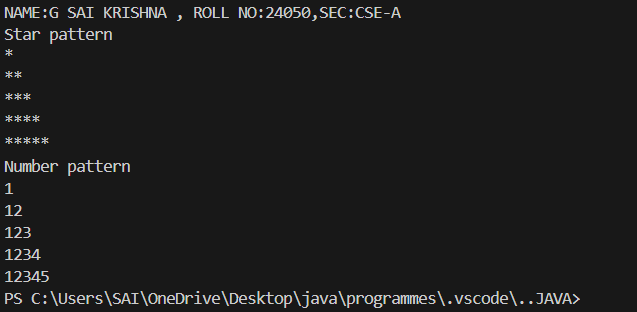 NAME:G SAI KRISHNA , ROLL NO:24050,SEC:CSE-A
Star pattern
*
**
***
****
*****
Number pattern
1
12
123
1234
12345
PS C:\Users\SAI\OneDrive\Desktop\java\programmes\.vscode\..JAVA>